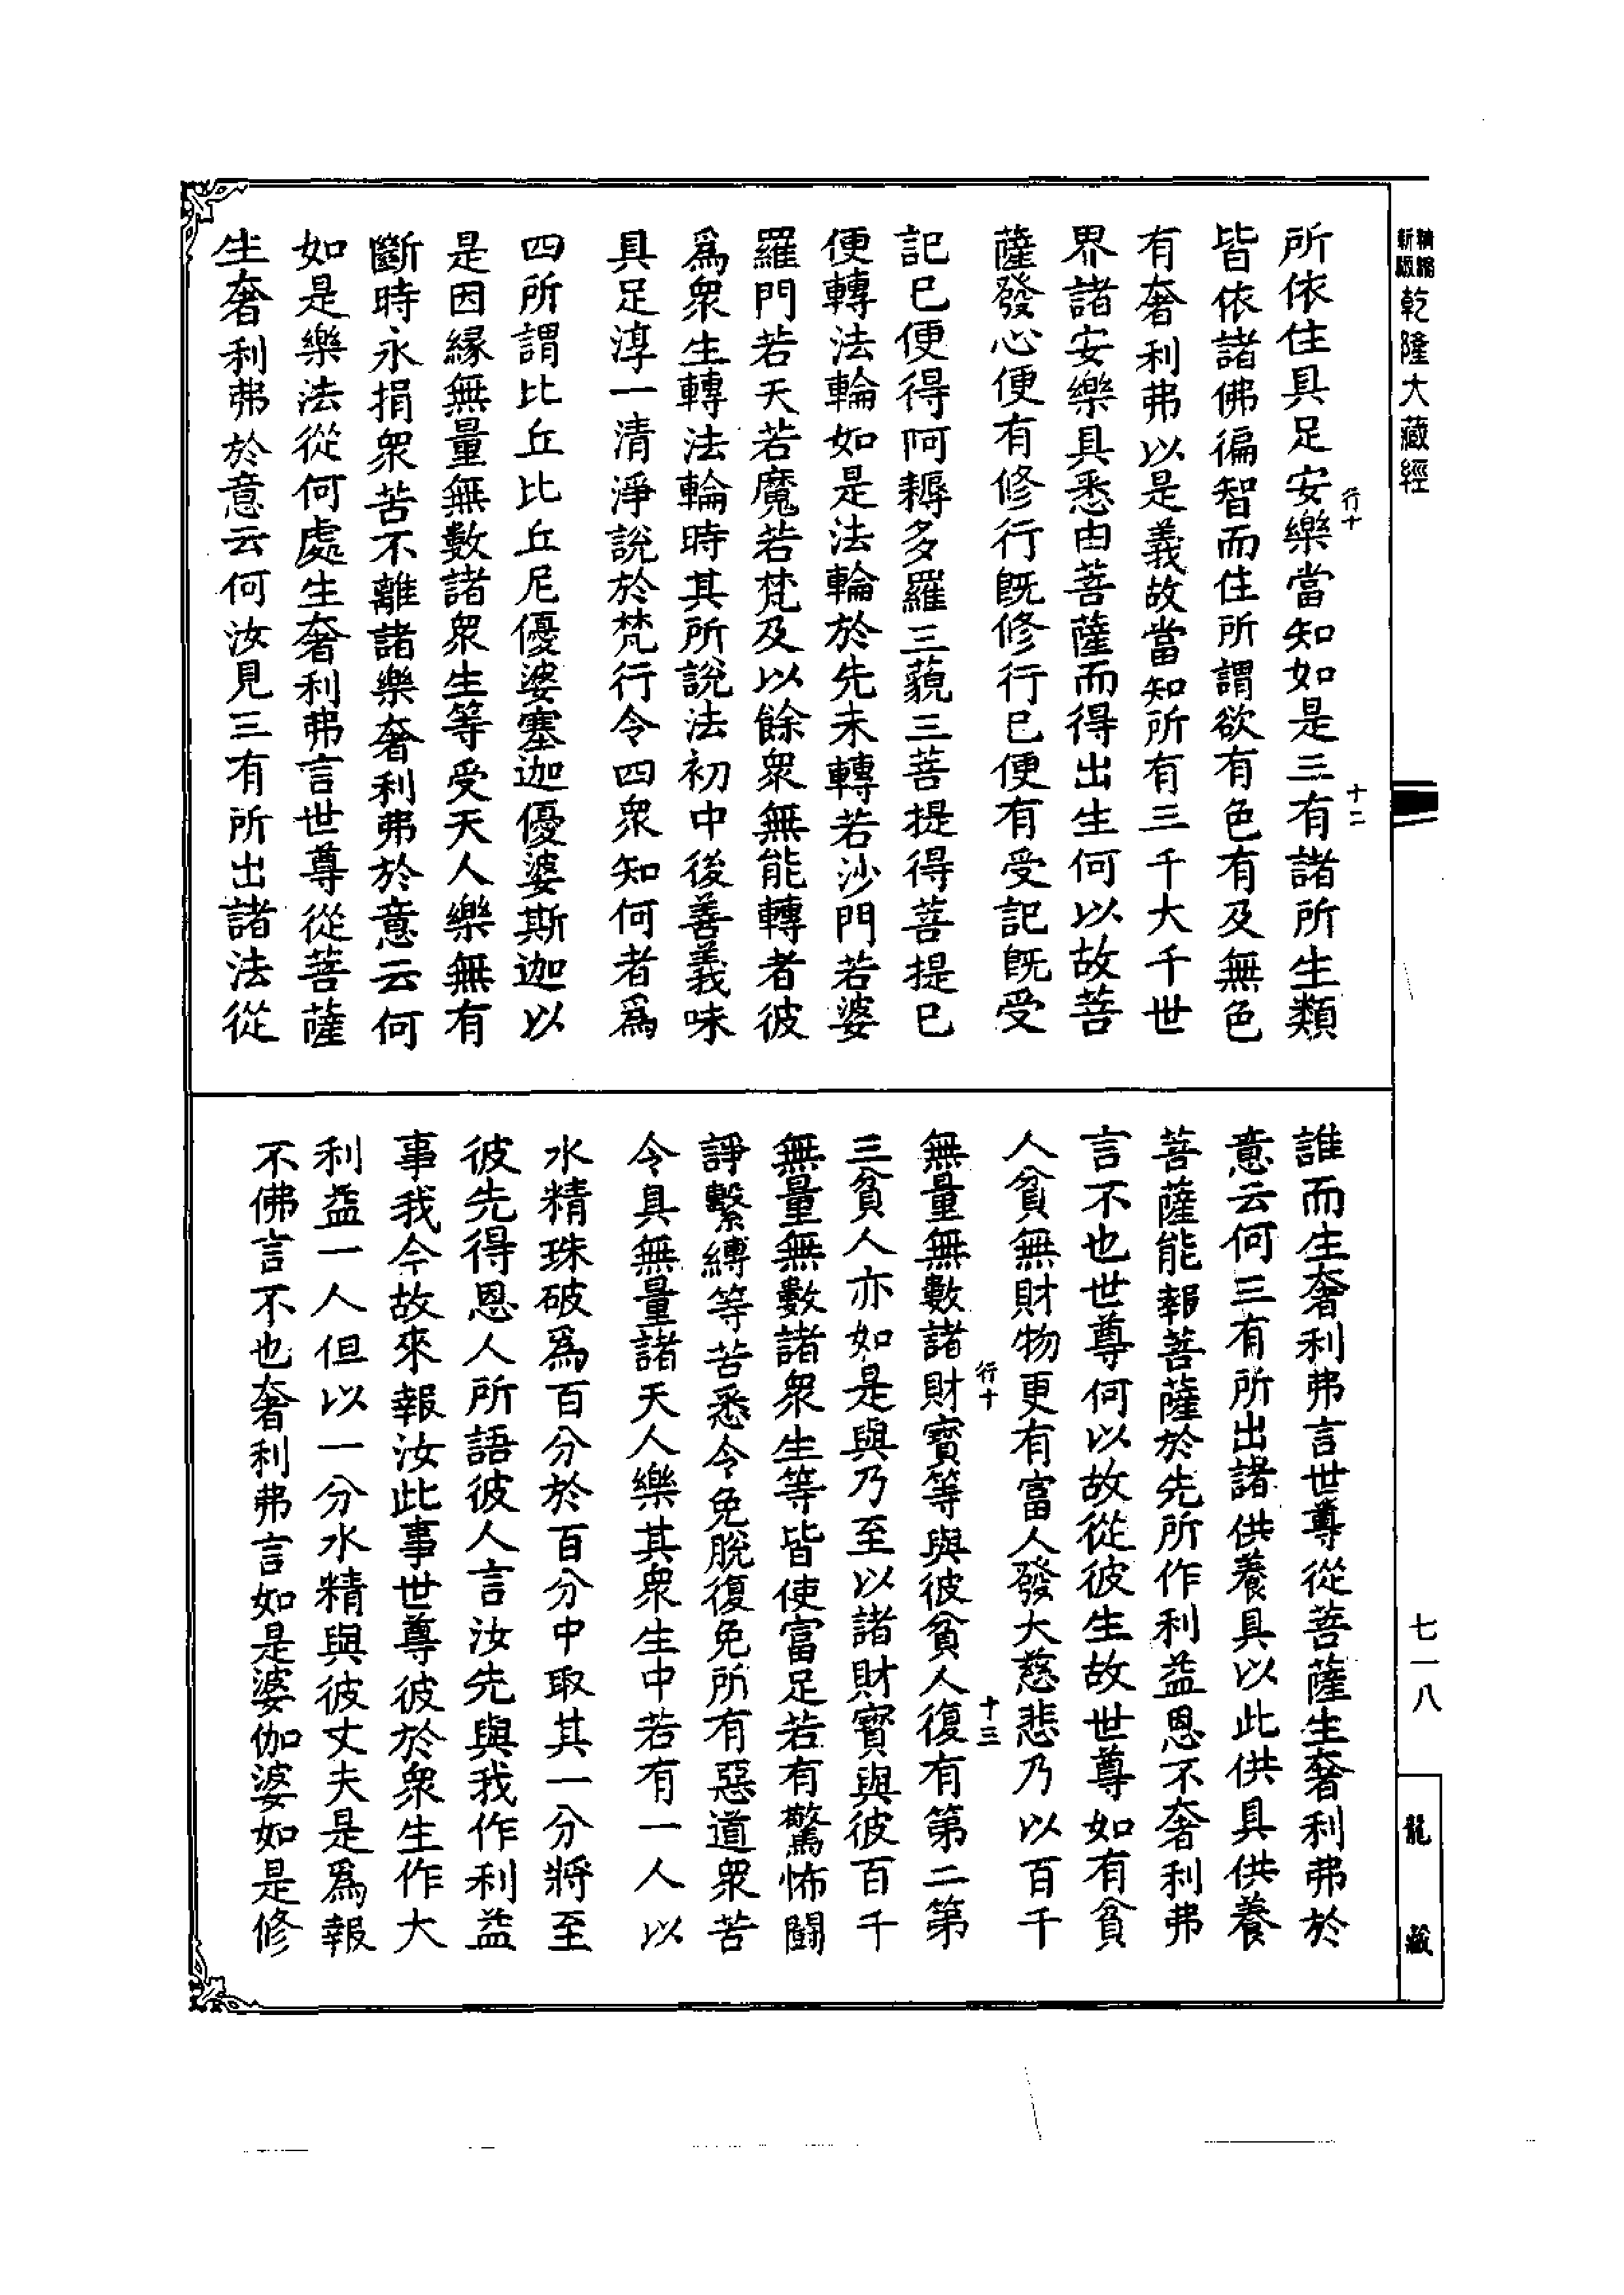 精縮
新版
乾隆大藏經
所依住具足安樂當知如是三有諸所生類
行十
十二
皆依諸佛徧智而住所謂欲有色有及無色
有奢利弗以是義故當知所有三千大千世
界諸安樂具悉由菩薩而得出生何以故菩
薩發心便有修行旣修行已便有受記旣受
記已便得阿耨多羅三藐三菩提得菩提已
便轉法輪如是法輪於先未轉若沙門若婆
羅門若天若魔若梵及以餘衆無能轉者彼
爲衆生轉法輪時其所說法初中後善義味
具足淳一清淨說於梵行令四衆知何者爲
四所謂比丘比丘尼優婆塞迦優婆斯迦以
是因緣無量無數諸衆生等受天人樂無有
斷時永捐衆苦不離諸樂奢利弗於意云何
如是樂法從何處生奢利弗言世尊從菩薩
生奢利弗於意云何汝見三有所出諸法從
誰而生奢利弗言世尊從菩薩生奢利弗於
意云何三有所出諸供養具以此供具供養
菩薩能報菩薩於先所作利益恩不奢利弗
言不也世尊何以故從彼生故世尊如有貧
人貧無財物更有富人發大慈悲乃以百千
行十
十三
無量無數諸財寶等與彼貧人復有第二第
三貧人亦如是與乃至以諸財寶與彼百千
無量無數諸衆生等皆使富足若有驚怖鬪
諍繫縛等苦悉令免脫復免所有惡道衆苦
令具無量諸天人樂其衆生中若有一人以
水精珠破爲百分於百分中取其一分將至
彼先得恩人所語彼人言汝先與我作利益
事我今故來報汝此事世尊彼於衆生作大
利益一人但以一分水精與彼丈夫是爲報
不佛言不也奢利弗言如是婆伽婆如是修
七一八
龍藏